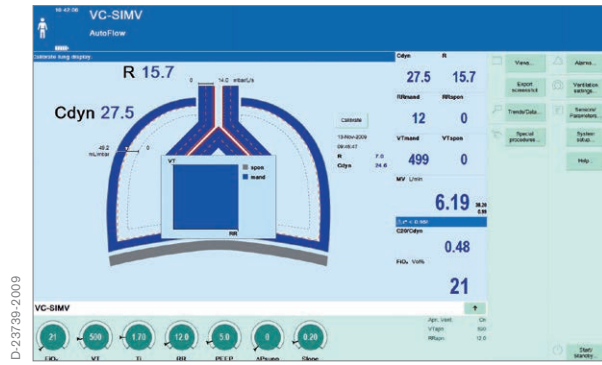 VC-SIMV
AutoFlow
Calibrate lung display
R 15.7
0 14.0 mbar/L/s
Cdyn 27.5
49.2 0
mL/mbar
VT
spon
mand
RR
Calibrate
13-Nov-2009
R 7.0
Cdyn 24.6
Cdyn R
27.5 15.7
RRmand RRspon
12 0
VTmand VTspon
499 0
MV L/min
6.19
C20/Cdyn
0.48
FiO₂ Vol%
21
Views...
Export screenshot
Trends/Data...
Special procedures...
Alarms...
Ventilation settings...
Sensors/ Parameters...
System setup...
Help...
Start/ Standby...
VC-SIMV
Apn. Vent. On
VTapn 500
RRapn 12.0
21 500 1.70 12.0 5.0 0 0.20
FiO₂ VT Ti RR PEEP ΔPsupp Slope
D-23739-2009